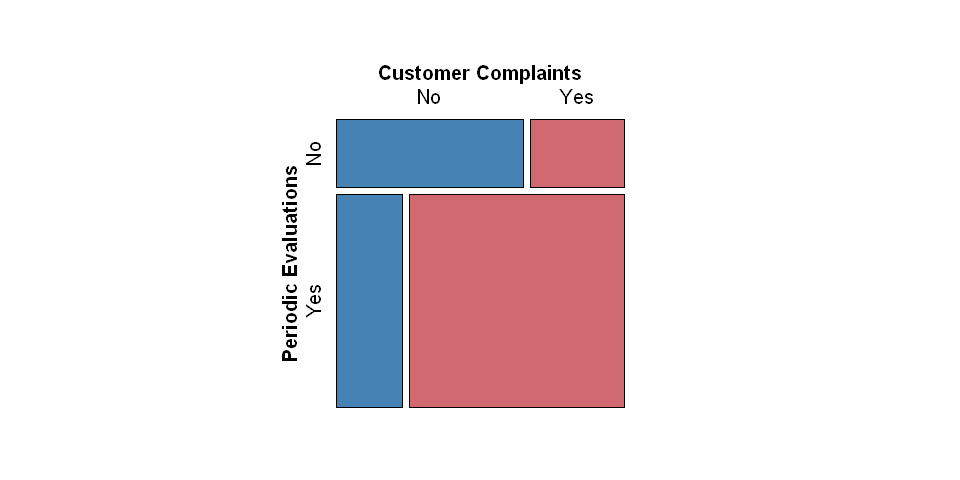 Customer Complaints
No Yes
Periodic Evaluations
No
Yes